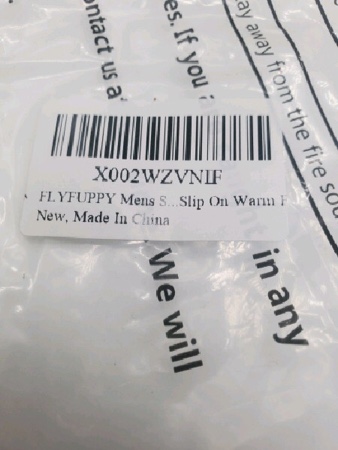 ontact us a
es. If you
ay away from the fire sou
X002WZVNIF
FLYFUPPY Mens S...Slip On Warm F
New, Made In China
We will
in any